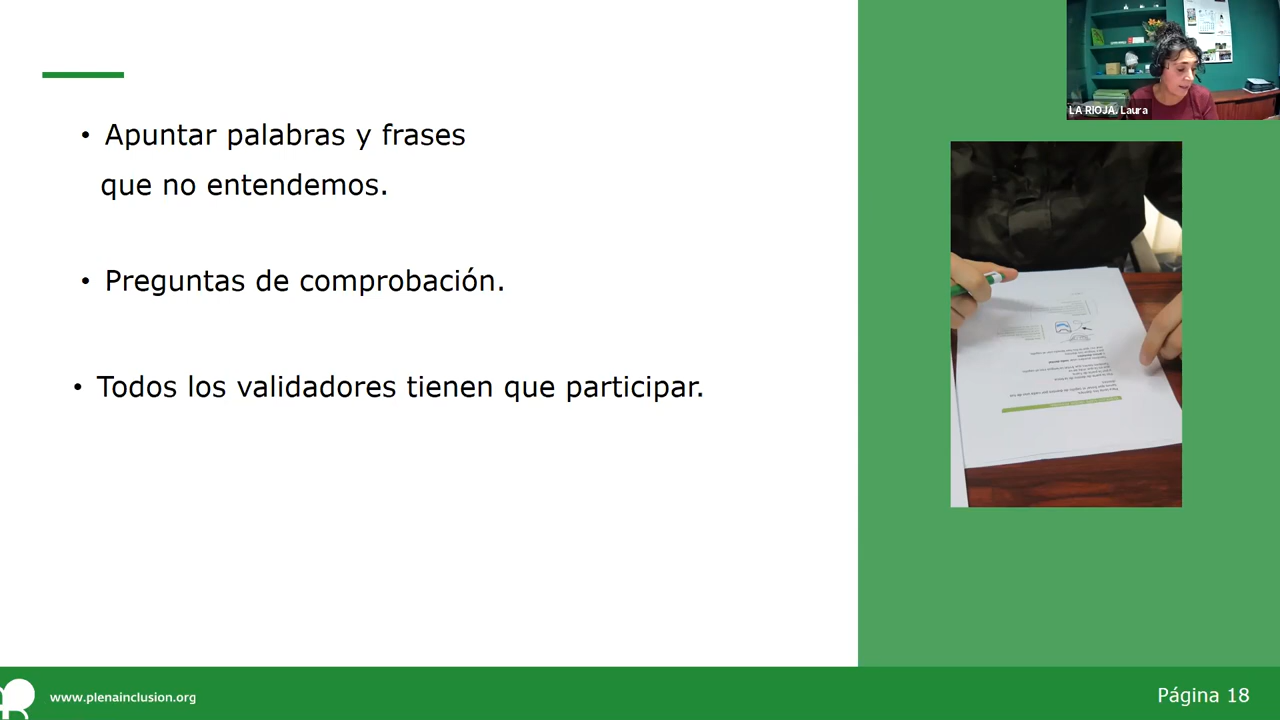 LA RIOJA. Laura
• Apuntar palabras y frases
que no entendemos.
• Preguntas de comprobación.
• Todos los validadores tienen que participar.
www.plenainclusion.org
Página 18